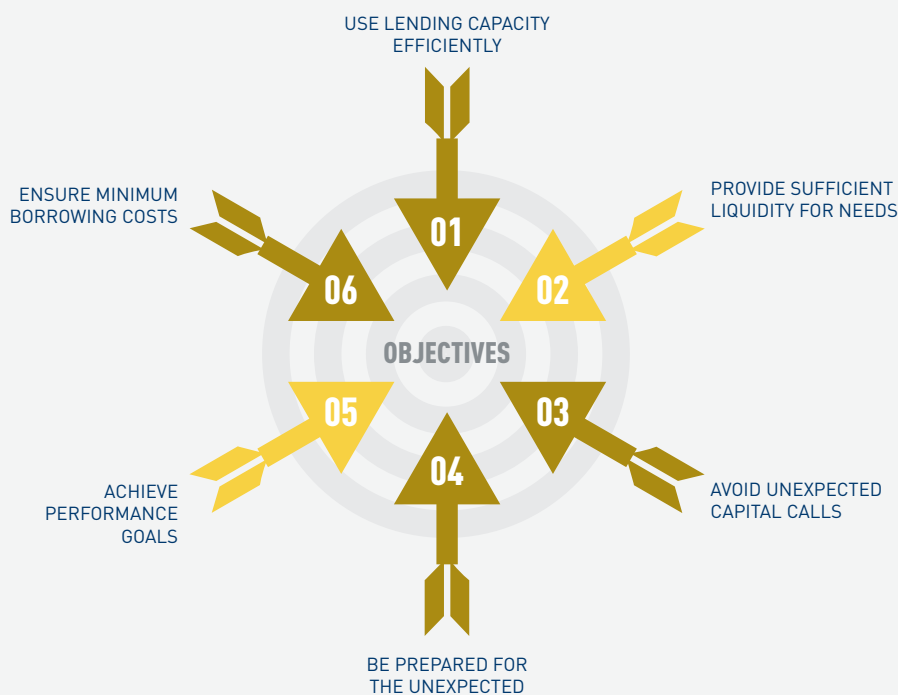 USE LENDING CAPACITY
EFFICIENTLY
01
PROVIDE SUFFICIENT
LIQUIDITY FOR NEEDS
02
AVOID UNEXPECTED
CAPITAL CALLS
03
BE PREPARED FOR
THE UNEXPECTED
04
ACHIEVE
PERFORMANCE
GOALS
05
ENSURE MINIMUM
BORROWING COSTS
06
OBJECTIVES